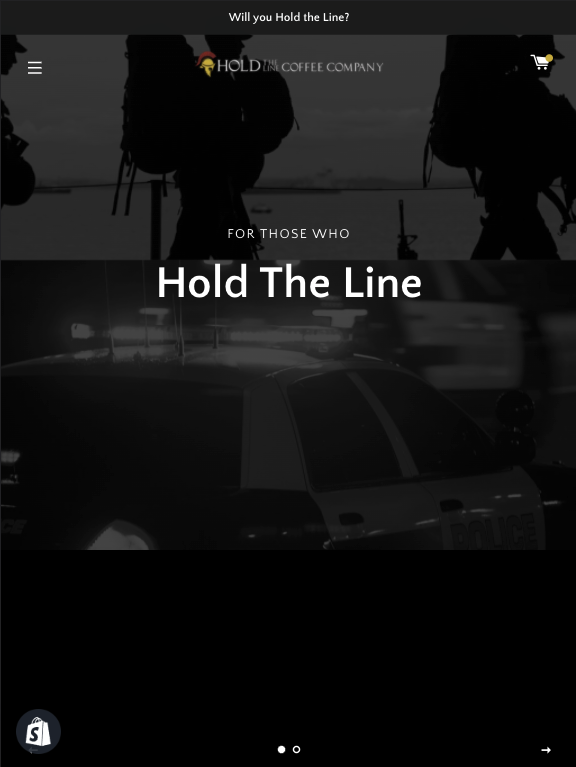 Will you Hold the Line?
HOLD THE LINE COFFEE COMPANY
FOR THOSE WHO
Hold The Line
POLICE
S